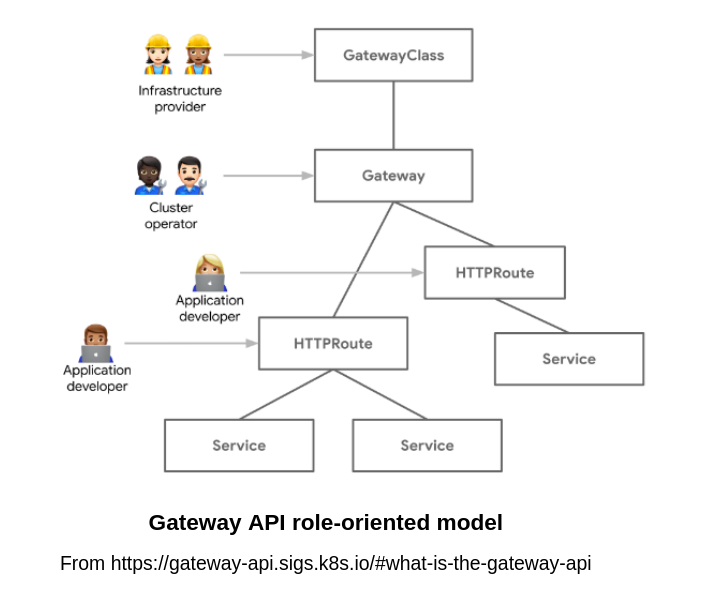 GatewayClass
Infrastructure
provider
Gateway
Cluster
operator
HTTPRoute
Application
developer
HTTPRoute
Application
developer
Service
Service
Service
Gateway API role-oriented model
From https://gateway-api.sigs.k8s.io/#what-is-the-gateway-api